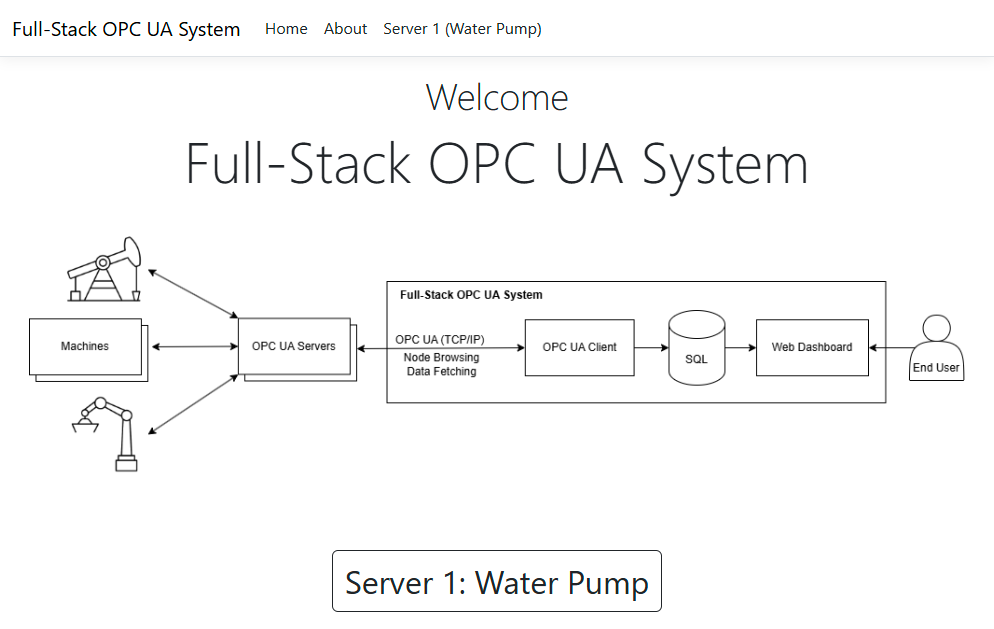 Full-Stack OPC UA System Home About Server 1 (Water Pump)
Welcome
Full-Stack OPC UA System
Full-Stack OPC UA System
Machines
OPC UA Servers
OPC UA (TCP/IP)
Node Browsing
Data Fetching
OPC UA Client
SQL
Web Dashboard
End User
Server 1: Water Pump